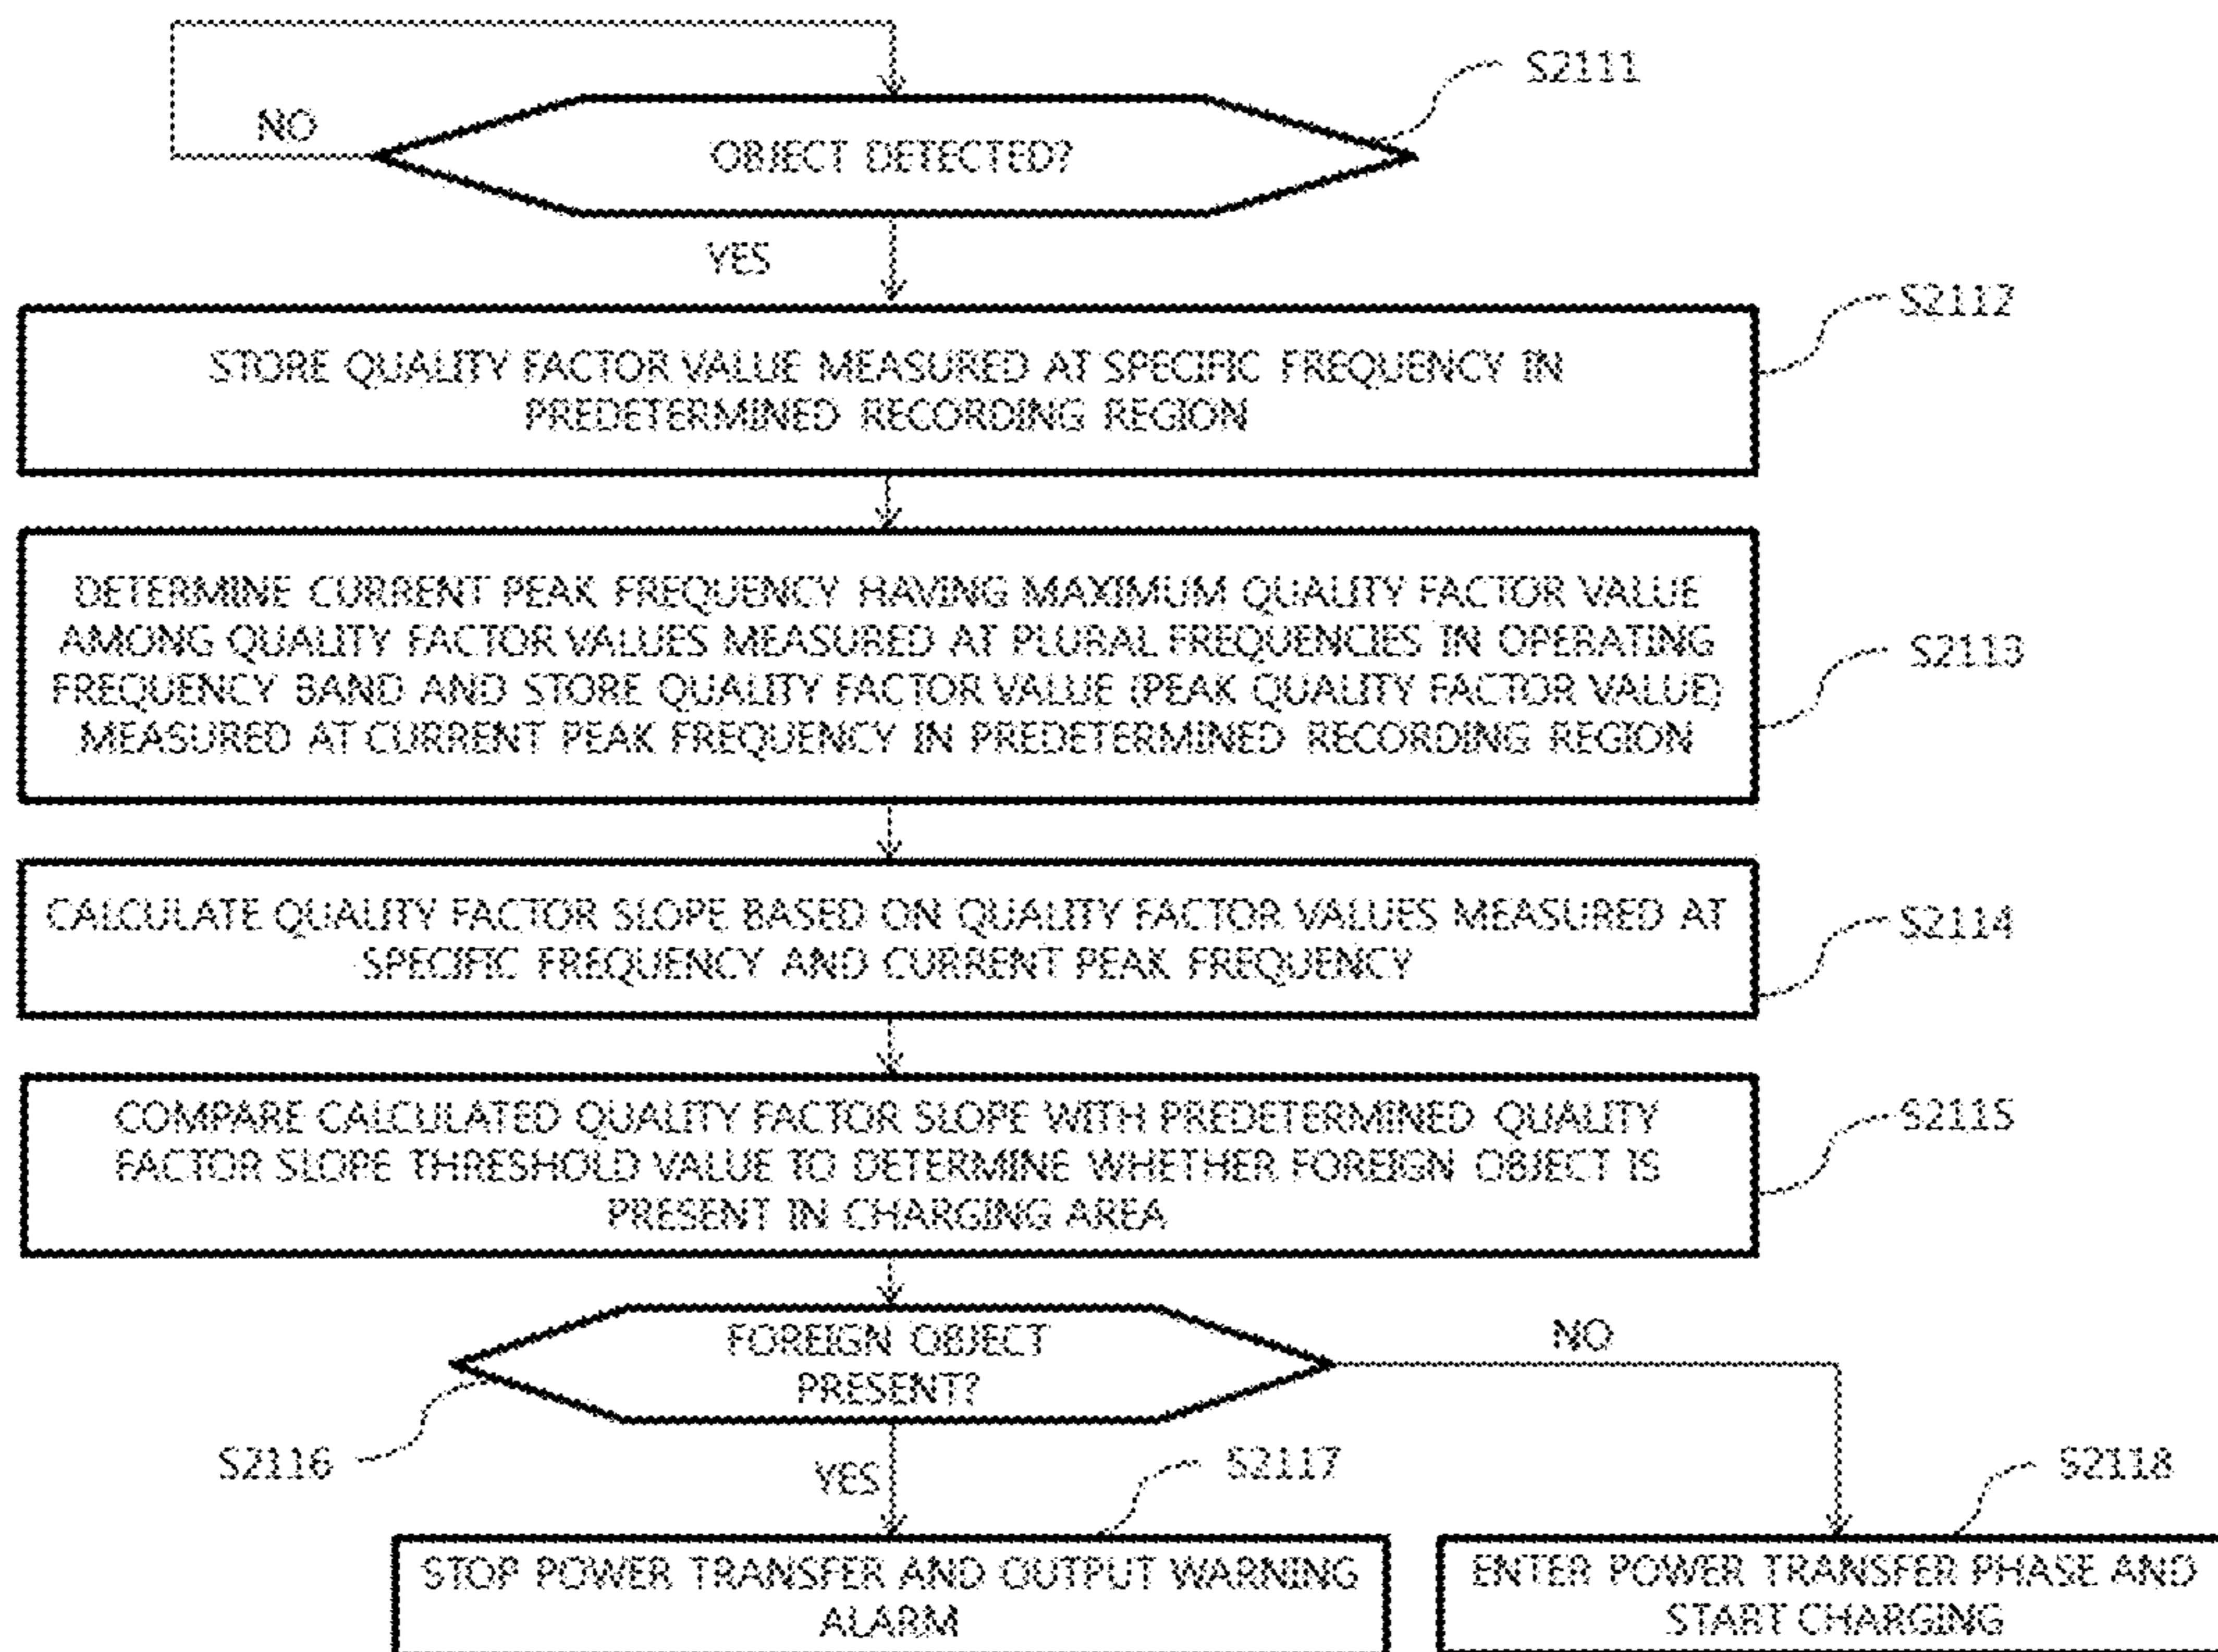 S2111
NO
OBJECT DETECTED?
YES
S2112
STORE QUALITY FACTOR VALUE MEASURED AT SPECIFIC FREQUENCY IN
PREDETERMINED RECORDING REGION
DETERMINE CURRENT PEAK FREQUENCY HAVING MAXIMUM QUALITY FACTOR VALUE
AMONG QUALITY FACTOR VALUES MEASURED AT PLURAL FREQUENCIES IN OPERATING
S2113
FREQUENCY BAND AND STORE QUALITY FACTOR VALUE (PEAK QUALITY FACTOR VALUE)
MEASURED AT CURRENT PEAK FREQUENCY IN PREDETERMINED RECORDING REGION
CALCULATE QUALITY FACTOR SLOPE BASED ON QUALITY FACTOR VALUES MEASURED AT
S2114
SPECIFIC FREQUENCY AND CURRENT PEAK FREQUENCY
COMPARE CALCULATED QUALITY FACTOR SLOPE WITH PREDETERMINED QUALITY
S2115
FACTOR SLOPE THRESHOLD VALUE TO DETERMINE WHETHER FOREIGN OBJECT IS
PRESENT IN CHARGING AREA
FOREIGN OBJECT
PRESENT?
NO
S2116
YES
S2117
S2118
STOP POWER TRANSFER AND OUTPUT WARNING
ALARM
ENTER POWER TRANSFER PHASE AND
START CHARGING